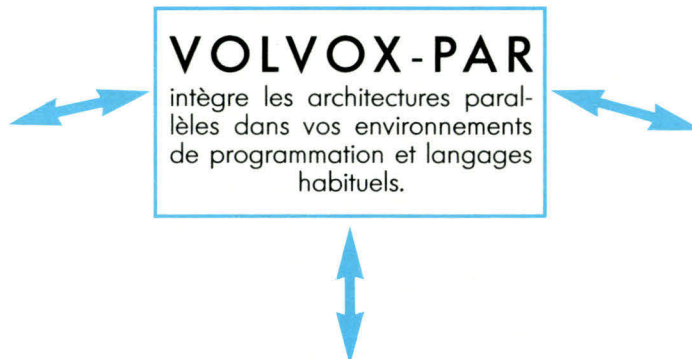 VOLVOX-PAR
intègre les architectures paral-
lèles dans vos environnements
de programmation et langages
habituels.